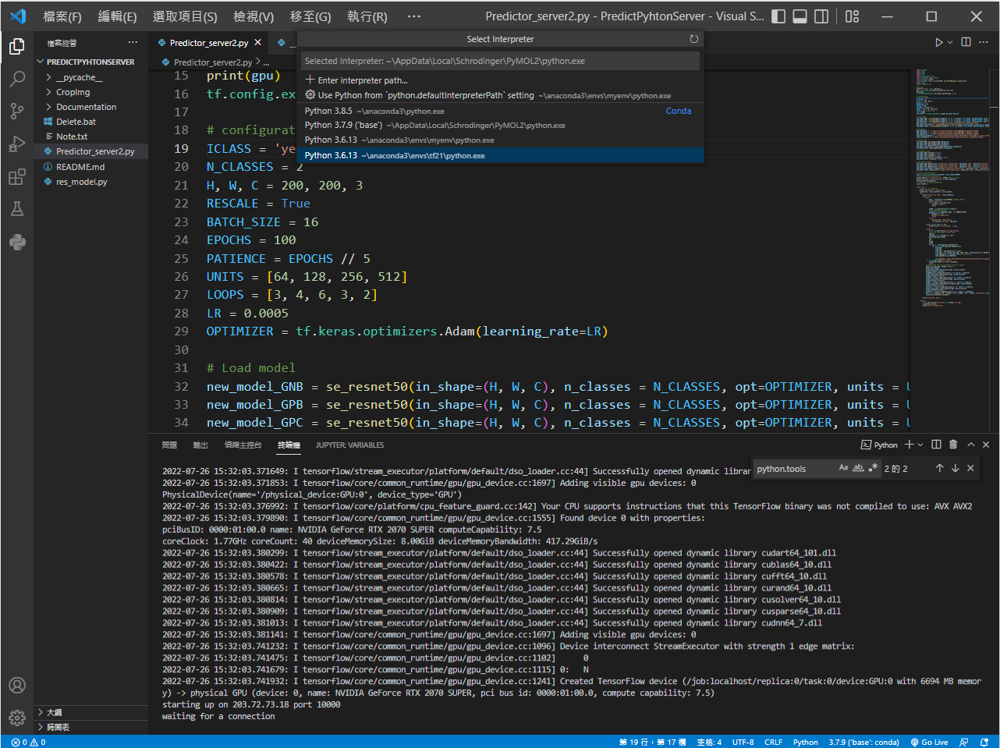 檔案(F) 編輯(E) 選取項目(S) 檢視(V) 移至(G) 執行(R) ··· Predictor_server2.py - PredictPyhtonServer - Visual S...
檔案總管 ···
PREDICTPYHTONSERVER
__pycache__
CropImg
Documentation
Delete.bat
Note.txt
Predictor_server2.py
README.md
res_model.py
大綱
時間表
Predictor_server2.py
Predictor_server2.py > ...
Select Interpreter
Selected Interpreter: ~\AppData\Local\Schrodinger\PyMOL2\python.exe
Enter interpreter path...
Use Python from `python.defaultInterpreterPath` setting ~\anaconda3\envs\myenv\python.exe
Python 3.8.5 ~\anaconda3\python.exe Conda
Python 3.7.9 ('base') ~\AppData\Local\Schrodinger\PyMOL2\python.exe
Python 3.6.13 ~\anaconda3\envs\myenv\python.exe
Python 3.6.13 ~\anaconda3\envs\tf21\python.exe
15 print(gpu)
16 tf.config.ex
17
18 # configurat
19 ICLASS = 'ye
20 N_CLASSES = 2
21 H, W, C = 200, 200, 3
22 RESCALE = True
23 BATCH_SIZE = 16
24 EPOCHS = 100
25 PATIENCE = EPOCHS // 5
26 UNITS = [64, 128, 256, 512]
27 LOOPS = [3, 4, 6, 3, 2]
28 LR = 0.0005
29 OPTIMIZER = tf.keras.optimizers.Adam(learning_rate=LR)
30
31 # Load model
32 new_model_GNB = se_resnet50(in_shape=(H, W, C), n_classes = N_CLASSES, opt=OPTIMIZER, units = U
33 new_model_GPB = se_resnet50(in_shape=(H, W, C), n_classes = N_CLASSES, opt=OPTIMIZER, units = U
34 new_model_GPC = se_resnet50(in_shape=(H, W, C), n_classes = N_CLASSES, opt=OPTIMIZER, units = U
問題 輸出 偵錯主控台 終端機 JUPYTER: VARIABLES Python
python.tools Aa ab .* 2 的 2
2022-07-26 15:32:03.371649: I tensorflow/stream_executor/platform/default/dso_loader.cc:44] Successfully opened dynamic librar
2022-07-26 15:32:03.371853: I tensorflow/core/common_runtime/gpu/gpu_device.cc:1697] Adding visible gpu devices: 0
PhysicalDevice(name='/physical_device:GPU:0', device_type='GPU')
2022-07-26 15:32:03.376992: I tensorflow/core/platform/cpu_feature_guard.cc:142] Your CPU supports instructions that this TensorFlow binary was not compiled to use: AVX AVX2
2022-07-26 15:32:03.379890: I tensorflow/core/common_runtime/gpu/gpu_device.cc:1555] Found device 0 with properties:
pciBusID: 0000:01:00.0 name: NVIDIA GeForce RTX 2070 SUPER computeCapability: 7.5
coreClock: 1.77GHz coreCount: 40 deviceMemorySize: 8.00GiB deviceMemoryBandwidth: 417.29GiB/s
2022-07-26 15:32:03.380299: I tensorflow/stream_executor/platform/default/dso_loader.cc:44] Successfully opened dynamic library cudart64_101.dll
2022-07-26 15:32:03.380422: I tensorflow/stream_executor/platform/default/dso_loader.cc:44] Successfully opened dynamic library cublas64_10.dll
2022-07-26 15:32:03.380578: I tensorflow/stream_executor/platform/default/dso_loader.cc:44] Successfully opened dynamic library cufft64_10.dll
2022-07-26 15:32:03.380665: I tensorflow/stream_executor/platform/default/dso_loader.cc:44] Successfully opened dynamic library curand64_10.dll
2022-07-26 15:32:03.380814: I tensorflow/stream_executor/platform/default/dso_loader.cc:44] Successfully opened dynamic library cusolver64_10.dll
2022-07-26 15:32:03.380909: I tensorflow/stream_executor/platform/default/dso_loader.cc:44] Successfully opened dynamic library cusparse64_10.dll
2022-07-26 15:32:03.381013: I tensorflow/stream_executor/platform/default/dso_loader.cc:44] Successfully opened dynamic library cudnn64_7.dll
2022-07-26 15:32:03.381141: I tensorflow/core/common_runtime/gpu/gpu_device.cc:1697] Adding visible gpu devices: 0
2022-07-26 15:32:03.741232: I tensorflow/core/common_runtime/gpu/gpu_device.cc:1096] Device interconnect StreamExecutor with strength 1 edge matrix:
2022-07-26 15:32:03.741475: I tensorflow/core/common_runtime/gpu/gpu_device.cc:1102] 0
2022-07-26 15:32:03.741679: I tensorflow/core/common_runtime/gpu/gpu_device.cc:1115] 0: N
2022-07-26 15:32:03.741932: I tensorflow/core/common_runtime/gpu/gpu_device.cc:1241] Created TensorFlow device (/job:localhost/replica:0/task:0/device:GPU:0 with 6694 MB memor
y) -> physical GPU (device: 0, name: NVIDIA GeForce RTX 2070 SUPER, pci bus id: 0000:01:00.0, compute capability: 7.5)
starting up on 203.72.73.18 port 10000
waiting for a connection
0 0 第 19 行，第 17 欄 空格: 4 UTF-8 CRLF Python 3.7.9 ('base': conda) Go Live